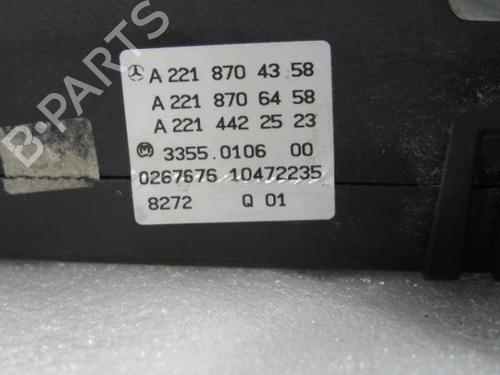 A 221 870 43 58
A 221 870 64 58
A 221 442 25 23
3355.0106 00
0267676 10472235
8272 Q 01
B-PARTS